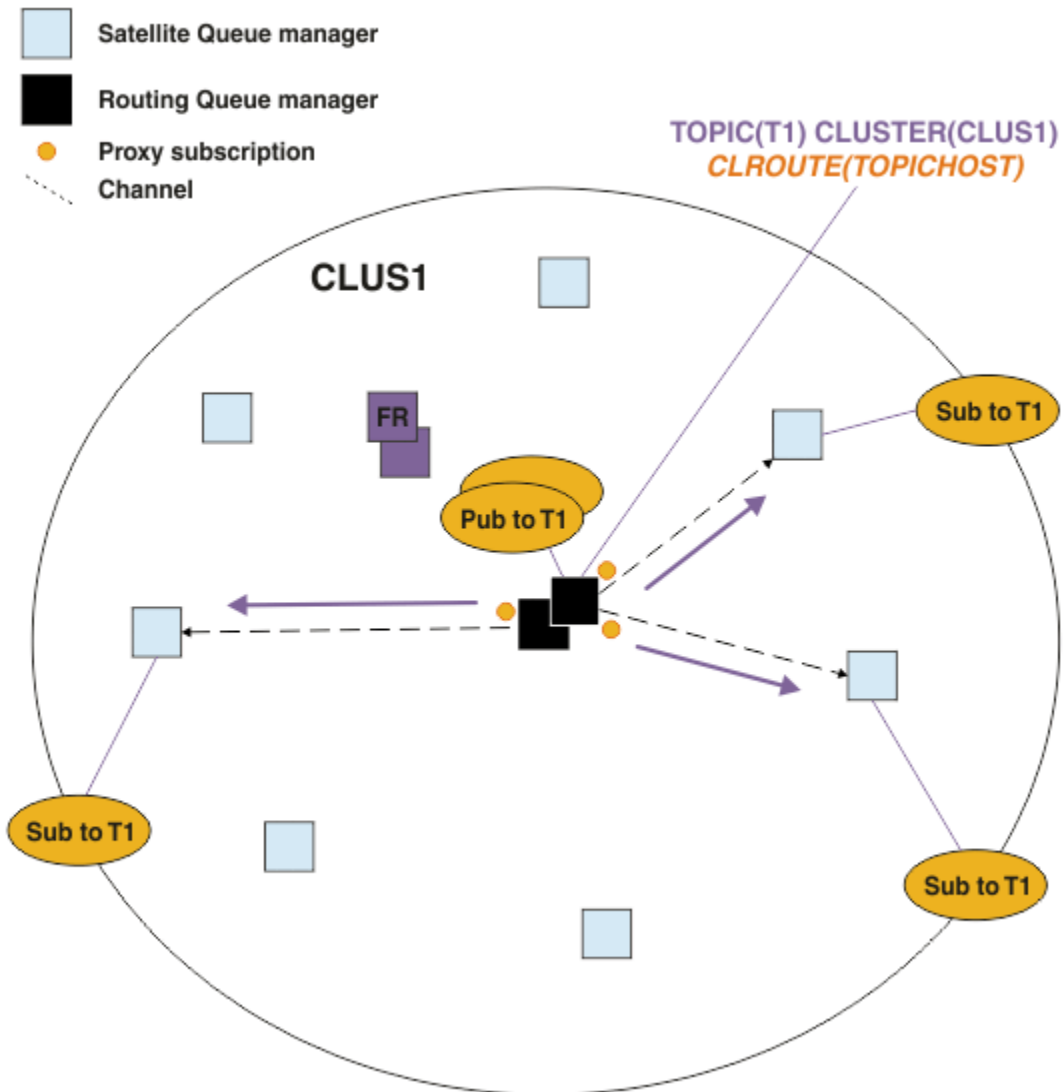 Satellite Queue manager
Routing Queue manager
Proxy subscription
Channel
TOPIC(T1) CLUSTER(CLUS1)
CLROUTE(TOPICHOST)
CLUS1
FR
Sub to T1
Pub to T1
Sub to T1
Sub to T1